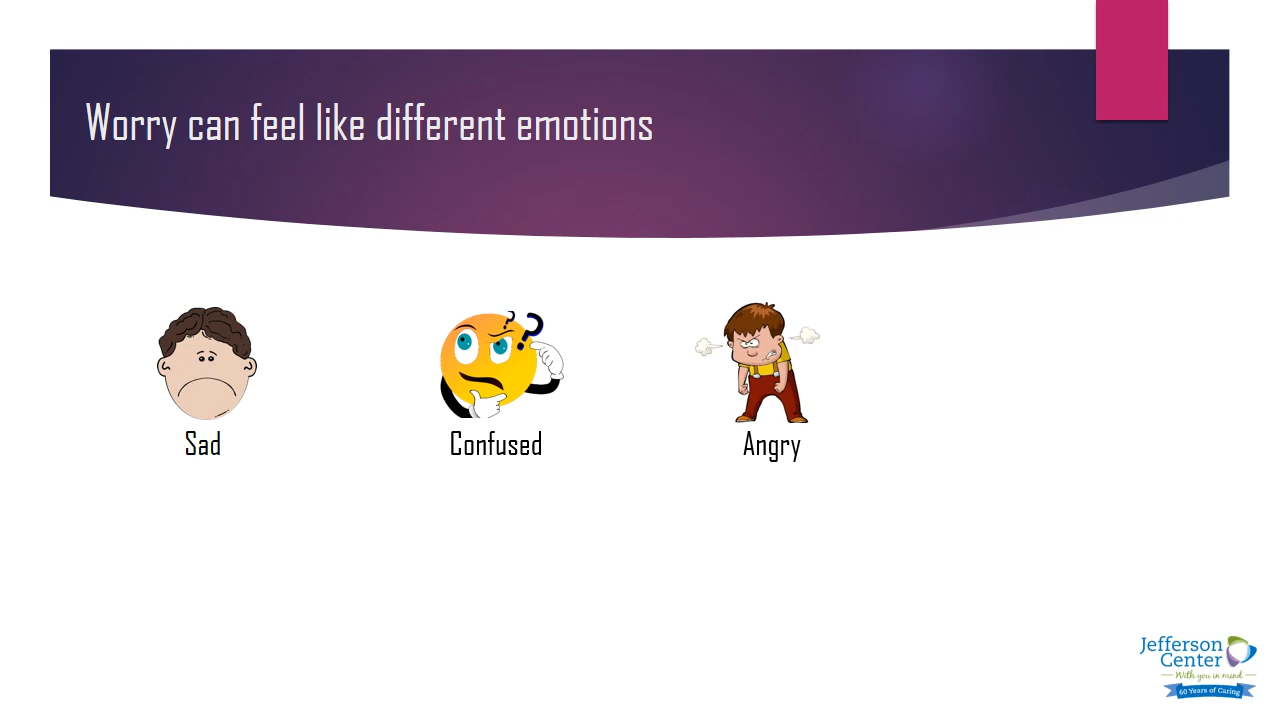 Worry can feel like different emotions
? ?
Sad
Confused
Angry
Jefferson
Center
With you in mind
60 Years of Caring